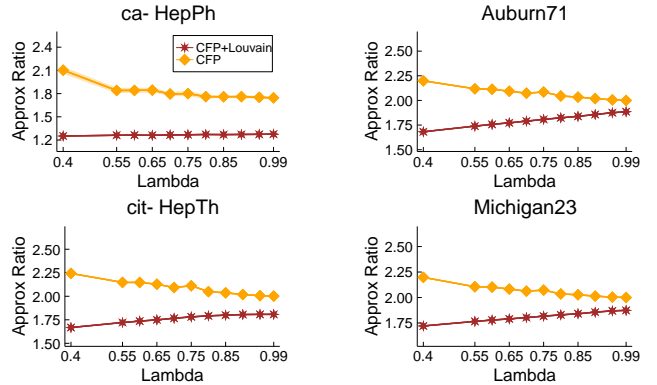 ca- HepPh
Approx Ratio
2.4
2.1
1.8
1.5
1.2
CFP+Louvain
CFP
0.4 0.55 0.65 0.75 0.85 0.99
Lambda
Auburn71
Approx Ratio
2.50
2.25
2.00
1.75
1.50
0.4 0.55 0.65 0.75 0.85 0.99
Lambda
cit- HepTh
Approx Ratio
2.50
2.25
2.00
1.75
1.50
0.4 0.55 0.65 0.75 0.85 0.99
Lambda
Michigan23
Approx Ratio
2.50
2.25
2.00
1.75
0.4 0.55 0.65 0.75 0.85 0.99
Lambda